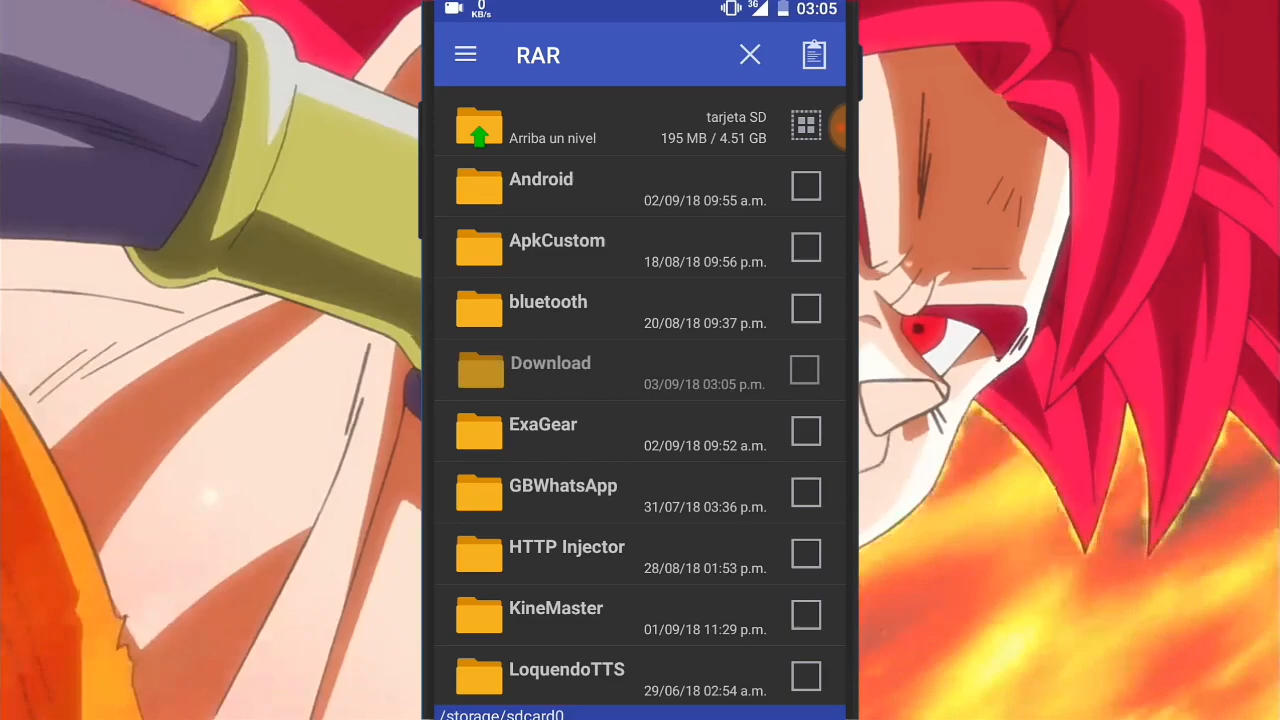 0
KB/s
3G
03:05
RAR
tarjeta SD
Arriba un nivel
195 MB / 4.51 GB
Android
02/09/18 09:55 a.m.
ApkCustom
18/08/18 09:56 p.m.
bluetooth
20/08/18 09:37 p.m.
Download
03/09/18 03:05 p.m.
ExaGear
02/09/18 09:52 a.m.
GBWhatsApp
31/07/18 03:36 p.m.
HTTP Injector
28/08/18 01:53 p.m.
KineMaster
01/09/18 11:29 p.m.
LoquendoTTS
29/06/18 02:54 a.m.
/storage/sdcard0